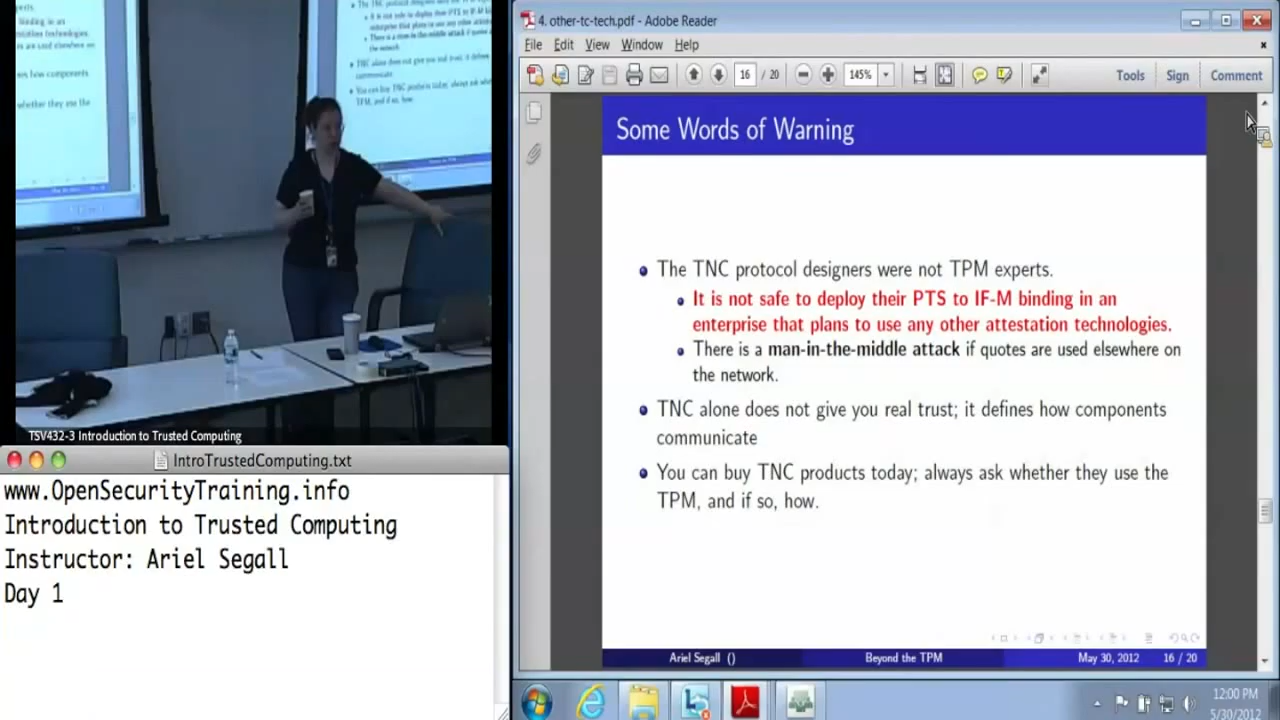 TSV432-3 Introduction to Trusted Computing
IntroTrustedComputing.txt
www.OpenSecurityTraining.info
Introduction to Trusted Computing
Instructor: Ariel Segall
Day 1
4. other-tc-tech.pdf - Adobe Reader
File Edit View Window Help
16 / 20 145% Tools Sign Comment
Some Words of Warning
The TNC protocol designers were not TPM experts.
It is not safe to deploy their PTS to IF-M binding in an
enterprise that plans to use any other attestation technologies.
There is a man-in-the-middle attack if quotes are used elsewhere on
the network.
TNC alone does not give you real trust; it defines how components
communicate
You can buy TNC products today; always ask whether they use the
TPM, and if so, how.
Ariel Segall () Beyond the TPM May 30, 2012 16 / 20
12:00 PM
5/30/2012